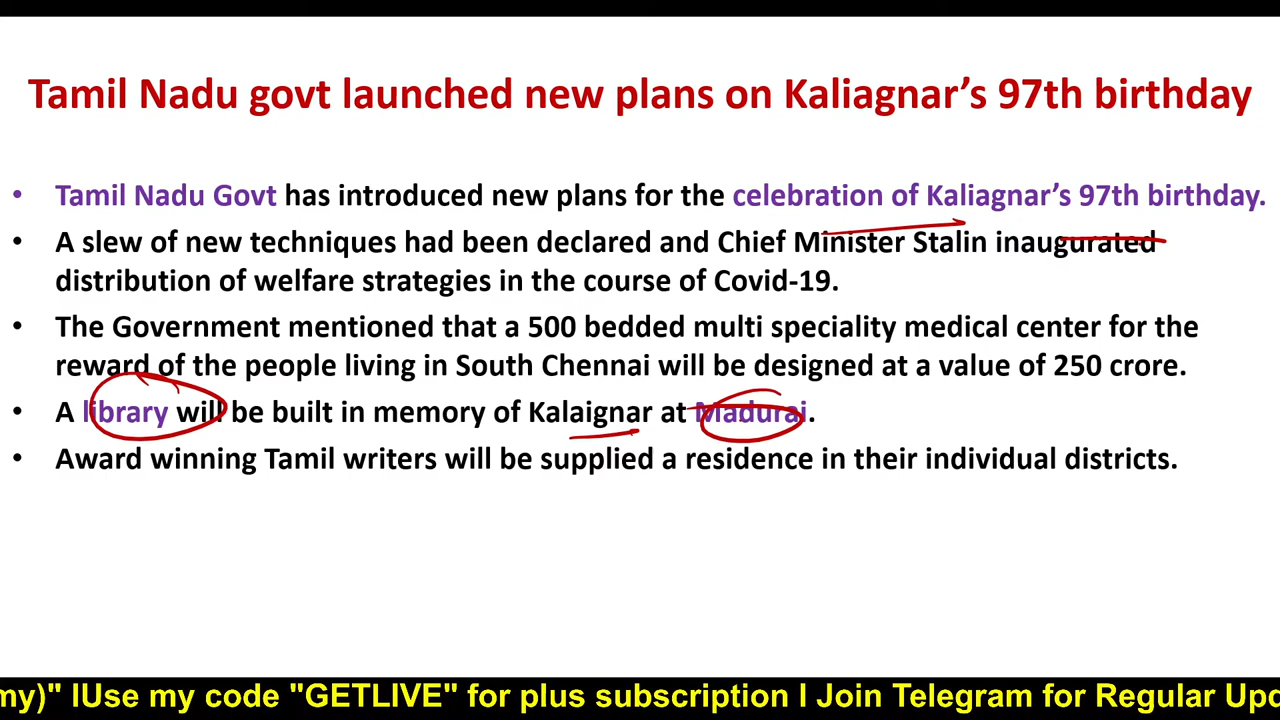 Tamil Nadu govt launched new plans on Kaliagnar's 97th birthday
• Tamil Nadu Govt has introduced new plans for the celebration of Kaliagnar's 97th birthday.
• A slew of new techniques had been declared and Chief Minister Stalin inaugurated
distribution of welfare strategies in the course of Covid-19.
• The Government mentioned that a 500 bedded multi speciality medical center for the
reward of the people living in South Chennai will be designed at a value of 250 crore.
• A library will be built in memory of Kalaignar at Madurai.
• Award winning Tamil writers will be supplied a residence in their individual districts.
my)" IUse my code "GETLIVE" for plus subscription I Join Telegram for Regular